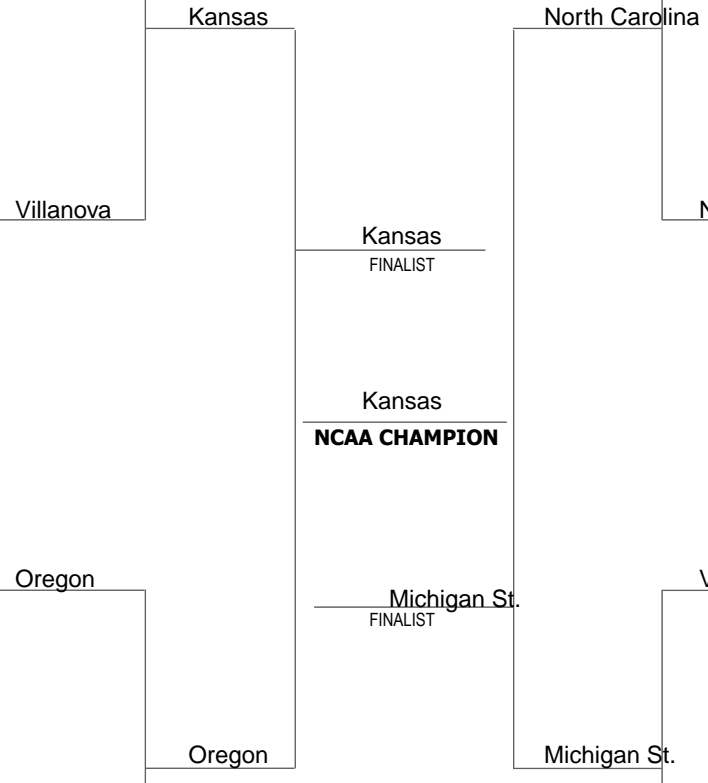 Kansas
North Carolina
Villanova
Kansas
FINALIST
Kansas
NCAA CHAMPION
Oregon
Michigan St.
FINALIST
Oregon
Michigan St.